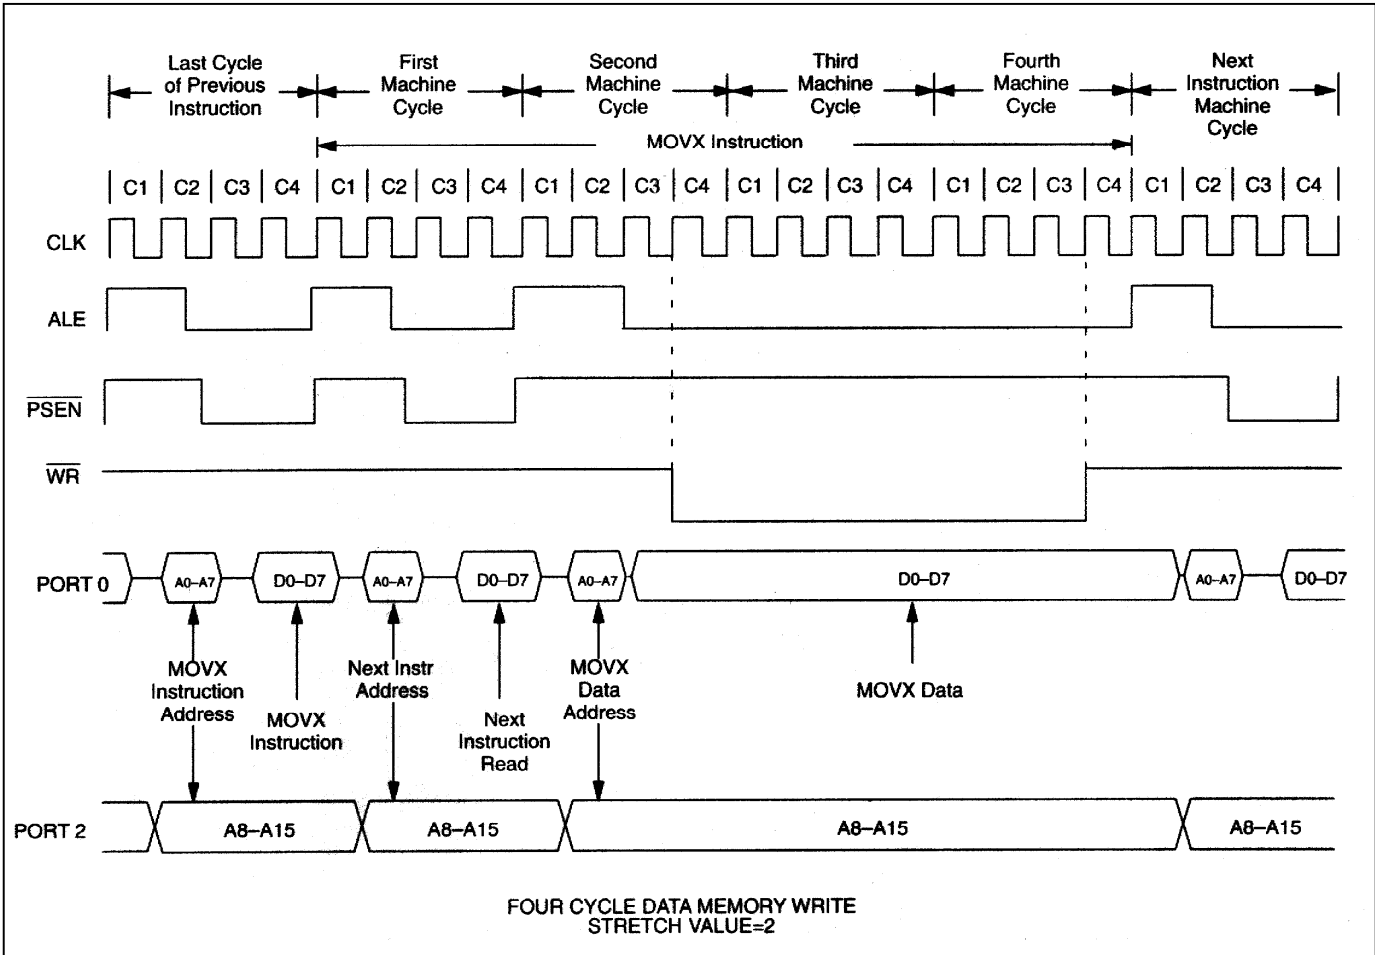 Last Cycle
of Previous
Instruction
First
Machine
Cycle
Second
Machine
Cycle
Third
Machine
Cycle
Fourth
Machine
Cycle
Next
Instruction
Machine
Cycle
MOVX Instruction
C1 C2 C3 C4 C1 C2 C3 C4 C1 C2 C3 C4 C1 C2 C3 C4 C1 C2 C3 C4 C1 C2 C3 C4
CLK
ALE
PSEN
WR
PORT 0 A0–A7 D0–D7 A0–A7 D0–D7 A0–A7 D0–D7 A0–A7 D0–D7
MOVX
Instruction
Address
MOVX
Instruction
Next Instr
Address
Next
Instruction
Read
MOVX
Data
Address
MOVX Data
PORT 2 A8–A15 A8–A15 A8–A15 A8–A15
FOUR CYCLE DATA MEMORY WRITE
STRETCH VALUE=2